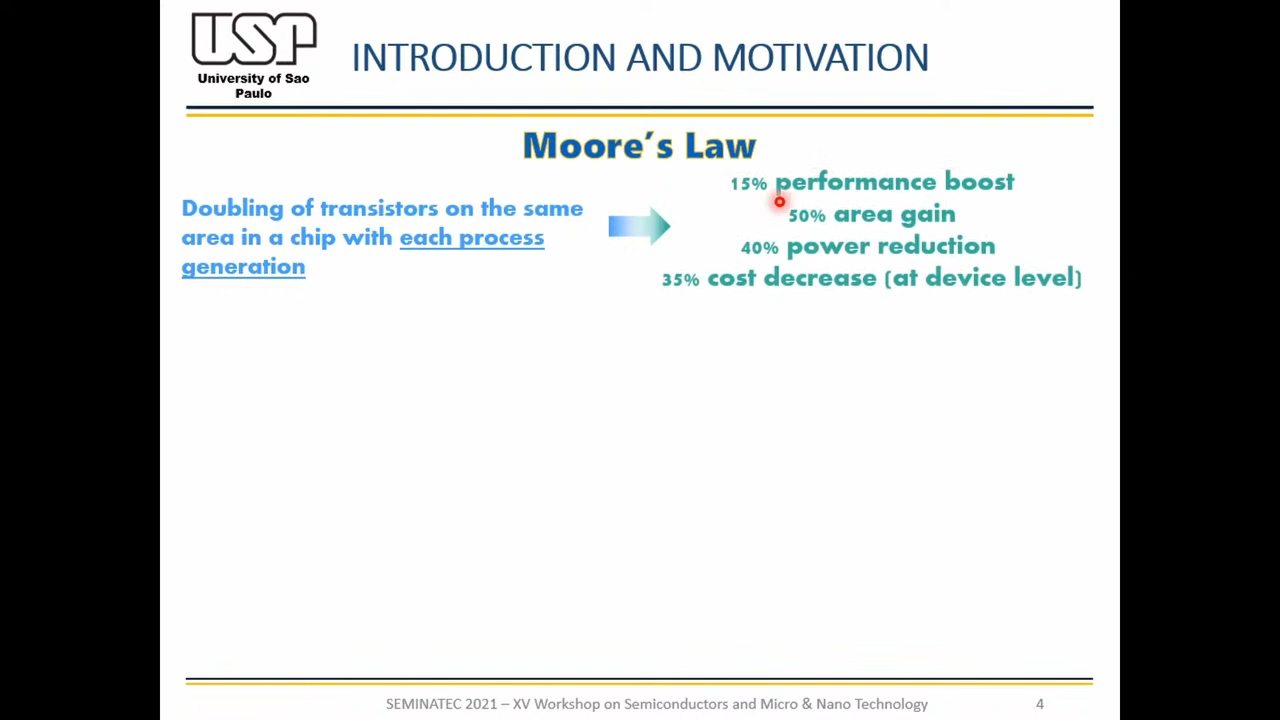 USP
University of Sao
Paulo
INTRODUCTION AND MOTIVATION
Moore's Law
Doubling of transistors on the same
area in a chip with each process
generation
15% performance boost
50% area gain
40% power reduction
35% cost decrease (at device level)
SEMINATEC 2021 – XV Workshop on Semiconductors and Micro & Nano Technology
4